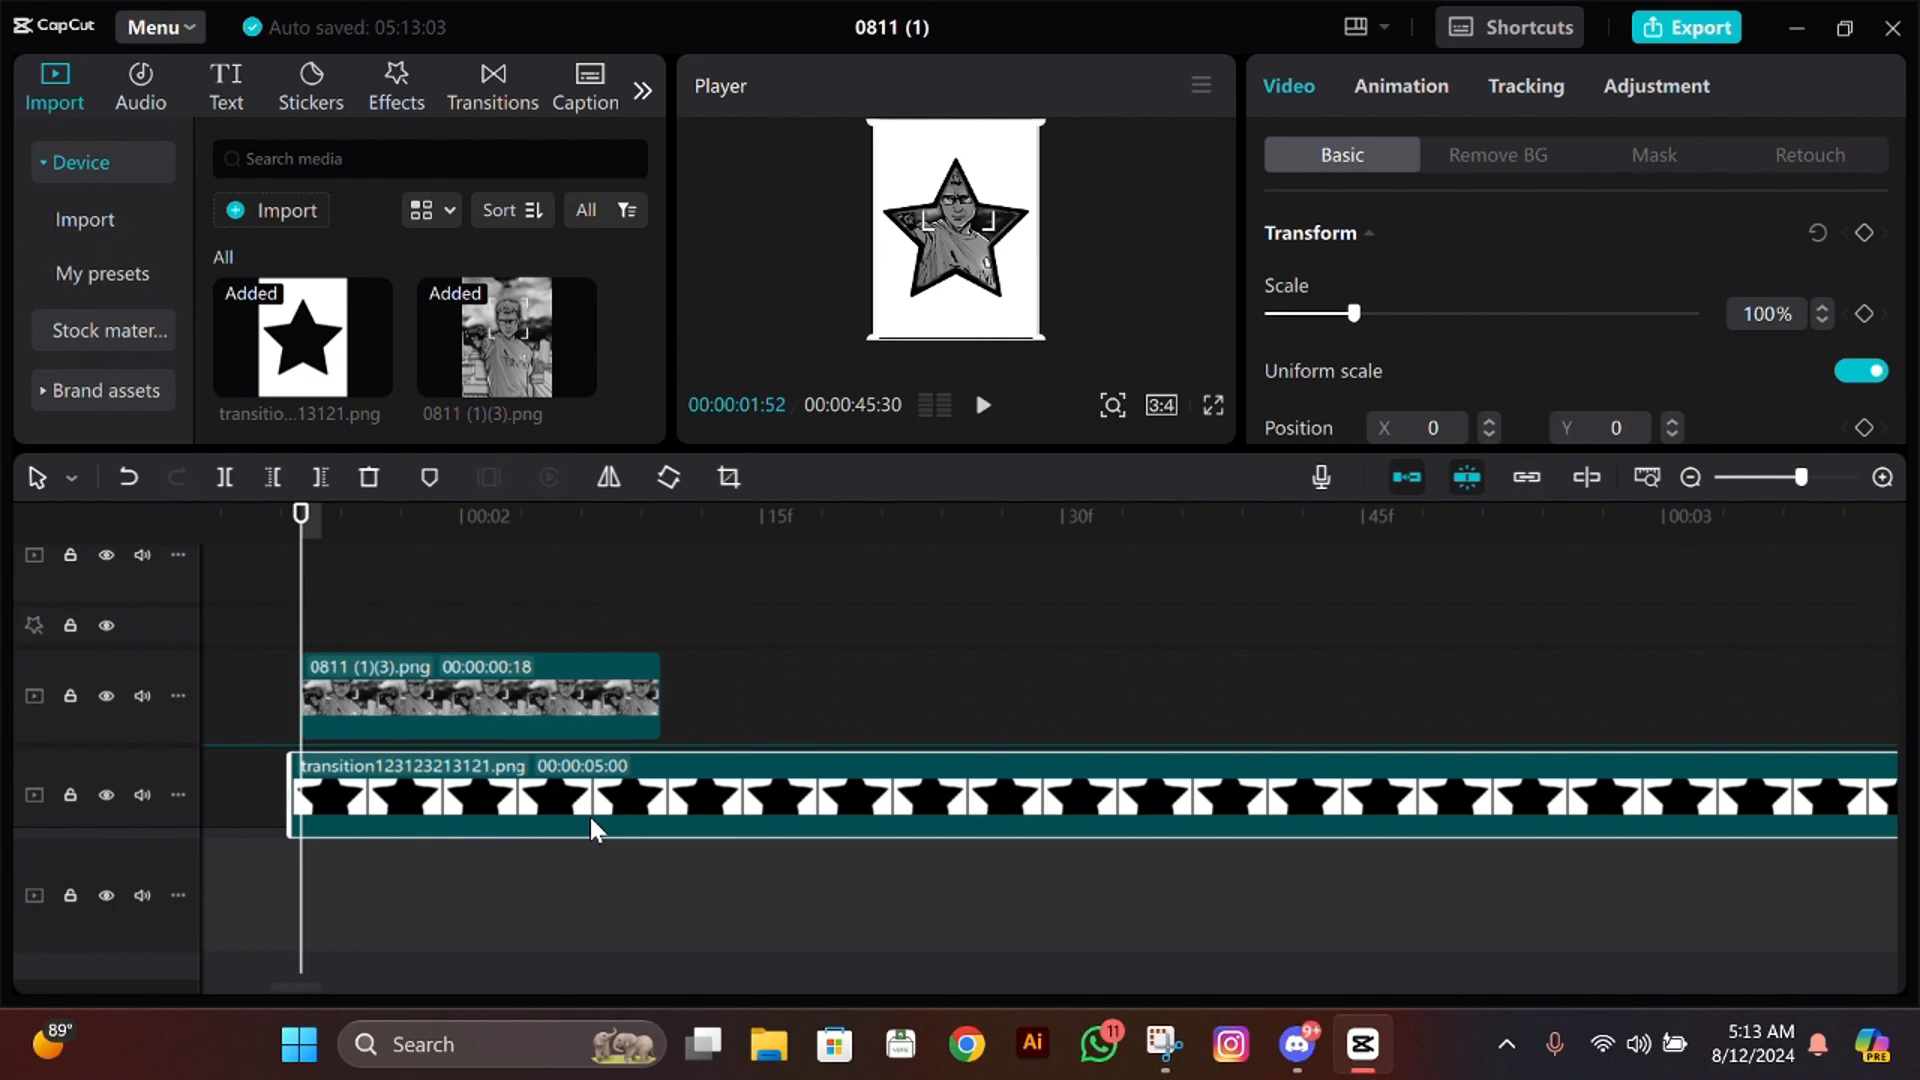 CapCut Menu Auto saved: 05:13:03 0811 (1) Shortcuts Export
Import Audio Text Stickers Effects Transitions Caption
Device
Import
My presets
Stock mater...
Brand assets
Search media
Import Sort All
All
Added Added
transitio...13121.png 0811 (1)(3).png
Player
00:00:01:52 / 00:00:45:30 3:4
Video Animation Tracking Adjustment
Basic Remove BG Mask Retouch
Transform
Scale
100%
Uniform scale
Position X 0 Y 0
00:02 15f 30f 45f 00:03
0811 (1)(3).png 00:00:00:18
transition123123213121.png 00:00:05:00
89°
Search
Ai
11
9+
5:13 AM
8/12/2024
PRE